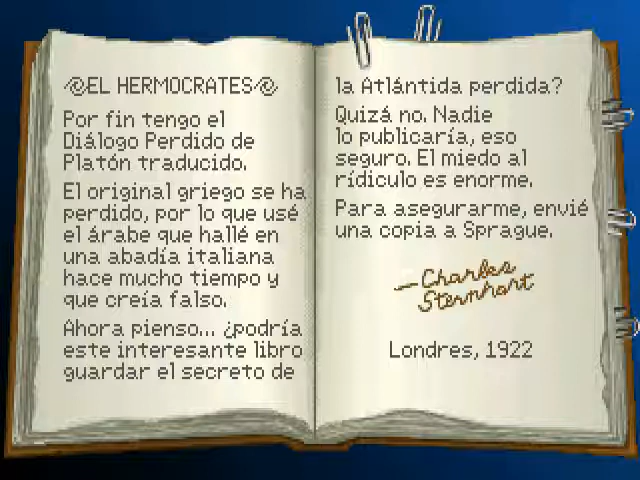 EL HERMOCRATES
Por fin tengo el
Diálogo Perdido de
Platón traducido.
El original griego se ha
perdido, por lo que usé
el árabe que hallé en
una abadía italiana
hace mucho tiempo y
que creía falso.
Ahora pienso... ¿podría
este interesante libro
guardar el secreto de
la Atlántida perdida?
Quizá no. Nadie
lo publicaría, eso
seguro. El miedo al
rídiculo es enorme.
Para asegurarme, envié
una copia a Sprague.
—Charles
Sternhart
Londres, 1922